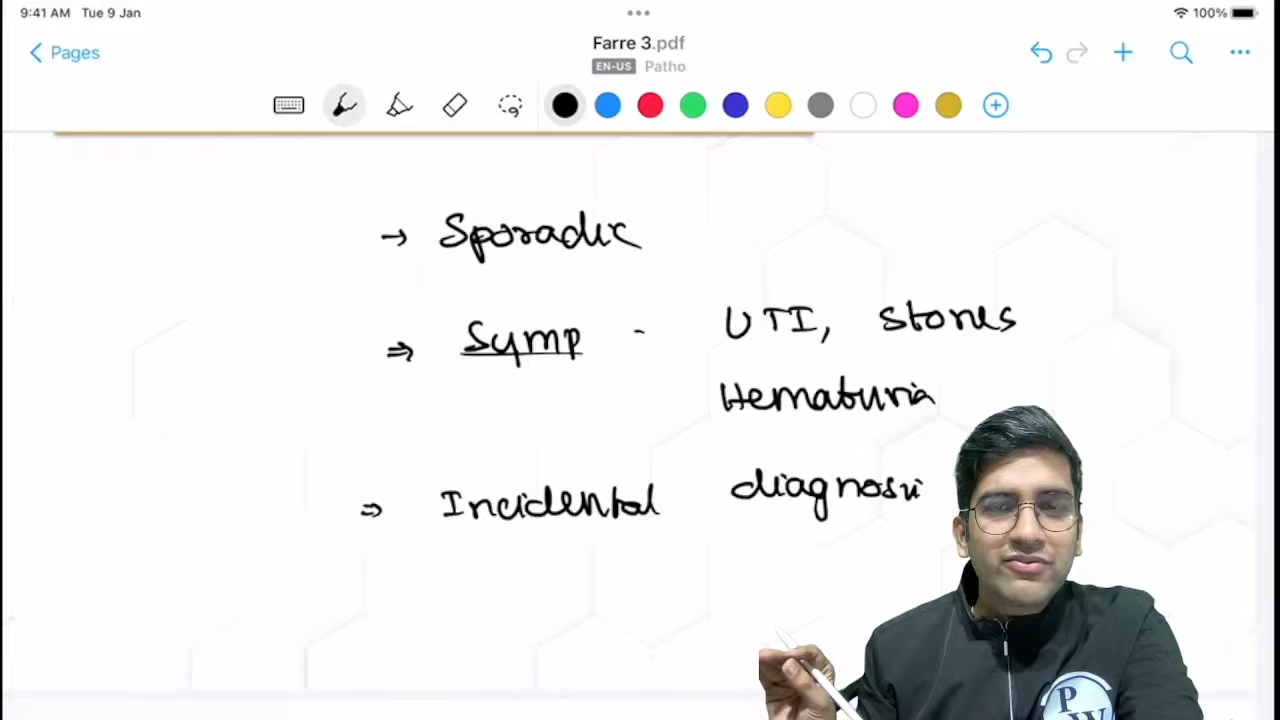 9:41 AM Tue 9 Jan
100%
Pages
Farre 3.pdf
EN-US Patho
→ Sporadic
⇒ Symp - UTI, Stones
Hematuria
⇒ Incidental diagnosi
P
W